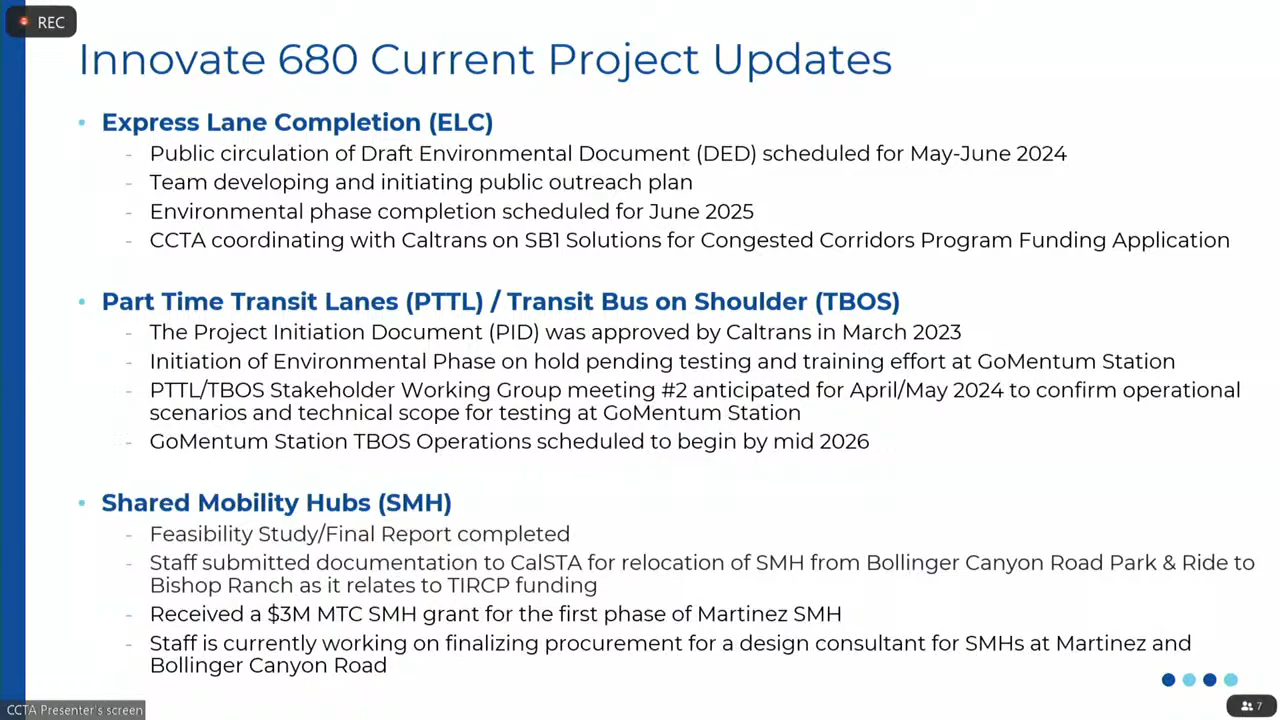 REC
Innovate 680 Current Project Updates
• Express Lane Completion (ELC)
- Public circulation of Draft Environmental Document (DED) scheduled for May-June 2024
- Team developing and initiating public outreach plan
- Environmental phase completion scheduled for June 2025
- CCTA coordinating with Caltrans on SB1 Solutions for Congested Corridors Program Funding Application
• Part Time Transit Lanes (PTTL) / Transit Bus on Shoulder (TBOS)
- The Project Initiation Document (PID) was approved by Caltrans in March 2023
- Initiation of Environmental Phase on hold pending testing and training effort at GoMentum Station
- PTTL/TBOS Stakeholder Working Group meeting #2 anticipated for April/May 2024 to confirm operational
scenarios and technical scope for testing at GoMentum Station
- GoMentum Station TBOS Operations scheduled to begin by mid 2026
• Shared Mobility Hubs (SMH)
- Feasibility Study/Final Report completed
- Staff submitted documentation to CalSTA for relocation of SMH from Bollinger Canyon Road Park & Ride to
Bishop Ranch as it relates to TIRCP funding
- Received a $3M MTC SMH grant for the first phase of Martinez SMH
- Staff is currently working on finalizing procurement for a design consultant for SMHs at Martinez and
Bollinger Canyon Road
CCTA Presenter's screen
7